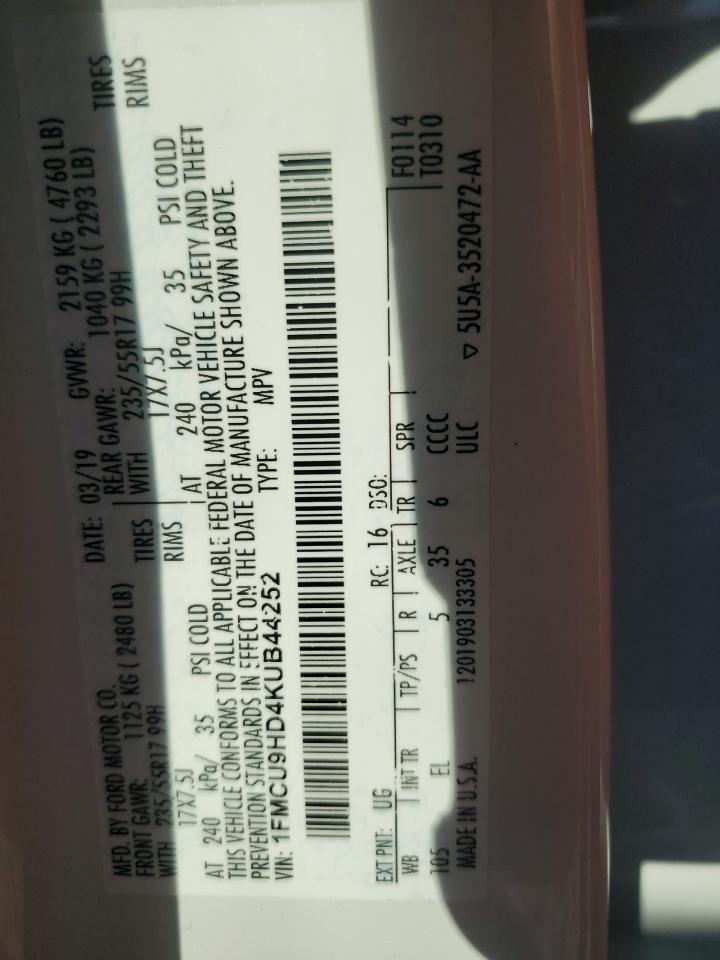 MFD. BY FORD MOTOR CO. DATE: 03/19 GVWR: 2159 KG ( 4760 LB)
FRONT GAWR: 1125 KG ( 2480 LB) REAR GAWR: 1040 KG ( 2293 LB)
WITH 235/55R17 99H TIRES WITH 235/55R17 99H TIRES
17X7.5J RIMS 17X7.5J RIMS
AT 240 kPa/ 35 PSI COLD AT 240 kPa/ 35 PSI COLD
THIS VEHICLE CONFORMS TO ALL APPLICABLE FEDERAL MOTOR VEHICLE SAFETY AND THEFT
PREVENTION STANDARDS IN EFFECT ON THE DATE OF MANUFACTURE SHOWN ABOVE.
VIN: 1FMCU9HD4KUB44252 TYPE: MPV
EXT PNT: UG RC: 16 DSO: F0114
WB INT TR TP/PS R AXLE TR SPR T0310
105 EL 5 35 6 CCCC
MADE IN U.S.A. 1201903133305 ULC ▽ 5U5A-3520472-AA